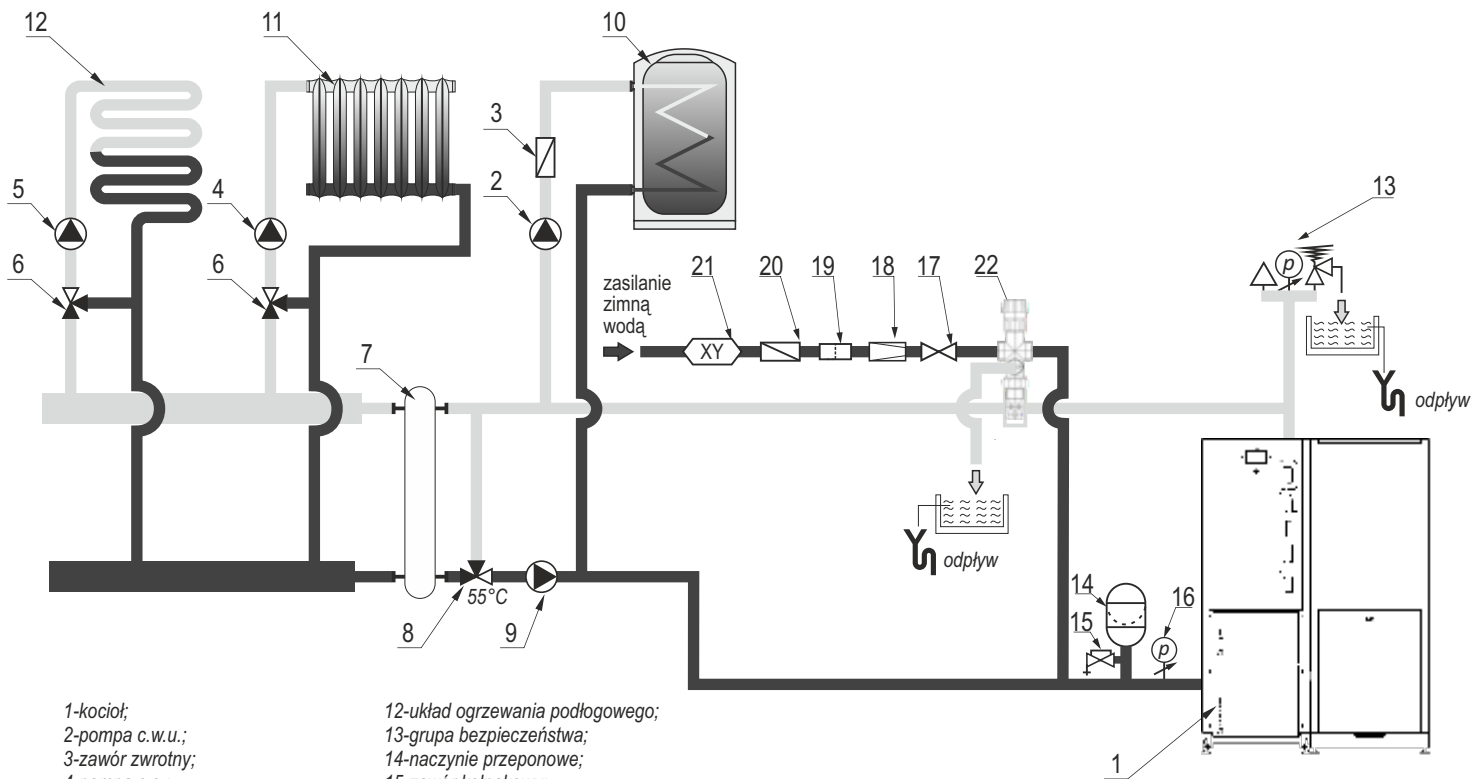 12
11
10
3
5
4
2
13
6
6
21
20
19
18
17
22
p
zasilanie
zimną
wodą
XY
7
odpływ
odpływ
14
16
15
p
55°C
8
9
1-kocioł;
12-układ ogrzewania podłogowego;
2-pompa c.w.u.;
13-grupa bezpieczeństwa;
3-zawór zwrotny;
14-naczynie przeponowe;
1